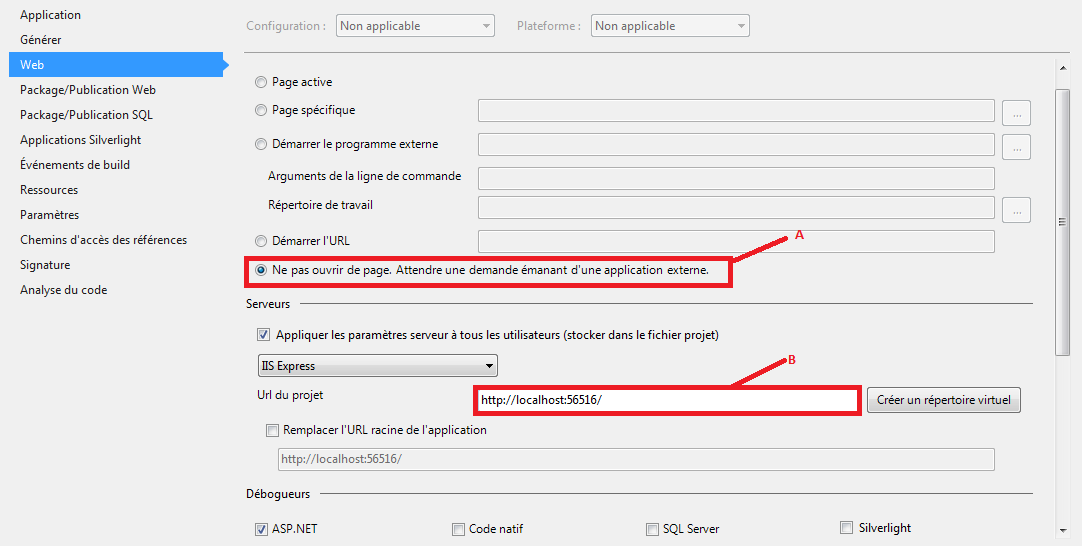 Application
Générer
Web
Package/Publication Web
Package/Publication SQL
Applications Silverlight
Événements de build
Ressources
Paramètres
Chemins d'accès des références
Signature
Analyse du code
Configuration : Non applicable Plateforme : Non applicable
Page active
Page spécifique ...
Démarrer le programme externe ...
Arguments de la ligne de commande
Répertoire de travail ...
Démarrer l'URL
A
Ne pas ouvrir de page. Attendre une demande émanant d'une application externe.
Serveurs
Appliquer les paramètres serveur à tous les utilisateurs (stocker dans le fichier projet)
IIS Express
B
Url du projet http://localhost:56516/ Créer un répertoire virtuel
Remplacer l'URL racine de l'application
http://localhost:56516/
Débogueurs
ASP.NET Code natif SQL Server Silverlight